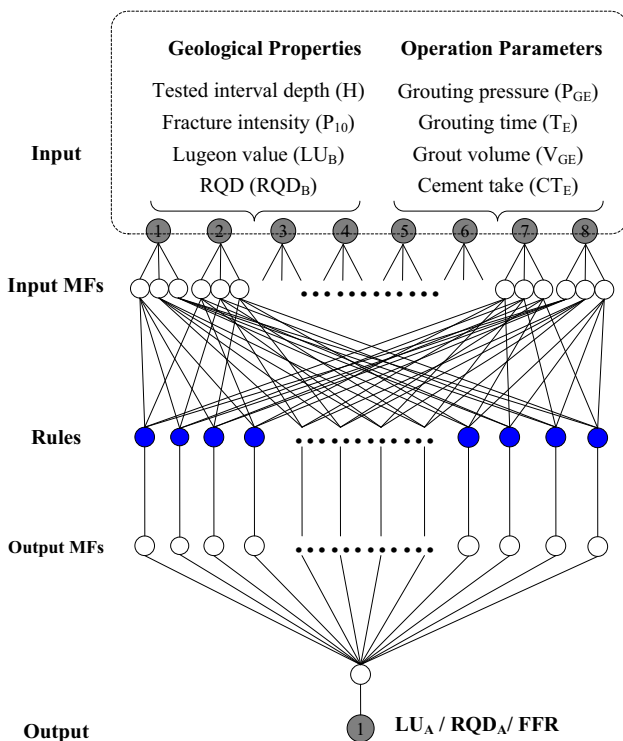 Geological Properties Operation Parameters
Tested interval depth (H) Grouting pressure (P_GE)
Fracture intensity (P_10) Grouting time (T_E)
Input
Lugeon value (LU_B) Grout volume (V_GE)
RQD (RQD_B) Cement take (CT_E)
1 2 3 4 5 6 7 8
Input MFs
Rules
Output MFs
Output 1 LU_A / RQD_A/ FFR